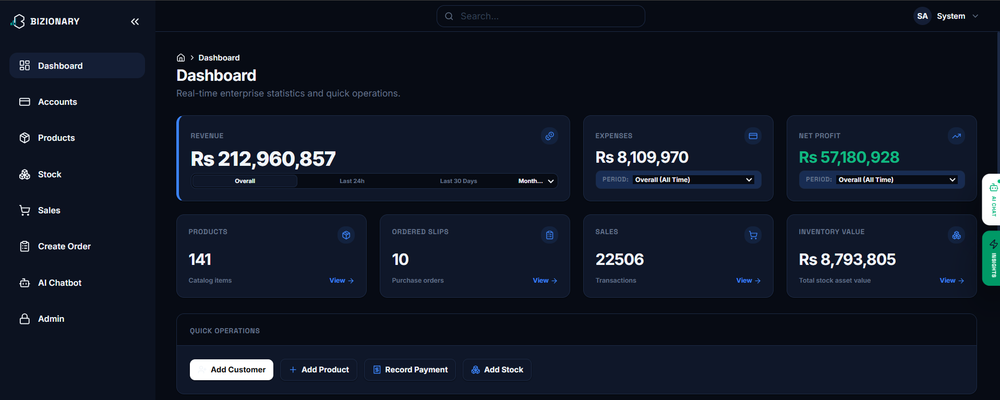 BIZIONARY
Search...
SA System
Dashboard
Accounts
Products
Stock
Sales
Create Order
AI Chatbot
Admin
Dashboard
Dashboard
Real-time enterprise statistics and quick operations.
REVENUE
Rs 212,960,857
Overall Last 24h Last 30 Days Month...
EXPENSES
Rs 8,109,970
PERIOD: Overall (All Time)
NET PROFIT
Rs 57,180,928
PERIOD: Overall (All Time)
PRODUCTS
141
Catalog items View →
ORDERED SLIPS
10
Purchase orders View →
SALES
22506
Transactions View →
INVENTORY VALUE
Rs 8,793,805
Total stock asset value View →
QUICK OPERATIONS
Add Customer + Add Product Record Payment Add Stock
AI CHAT
INSIGHTS